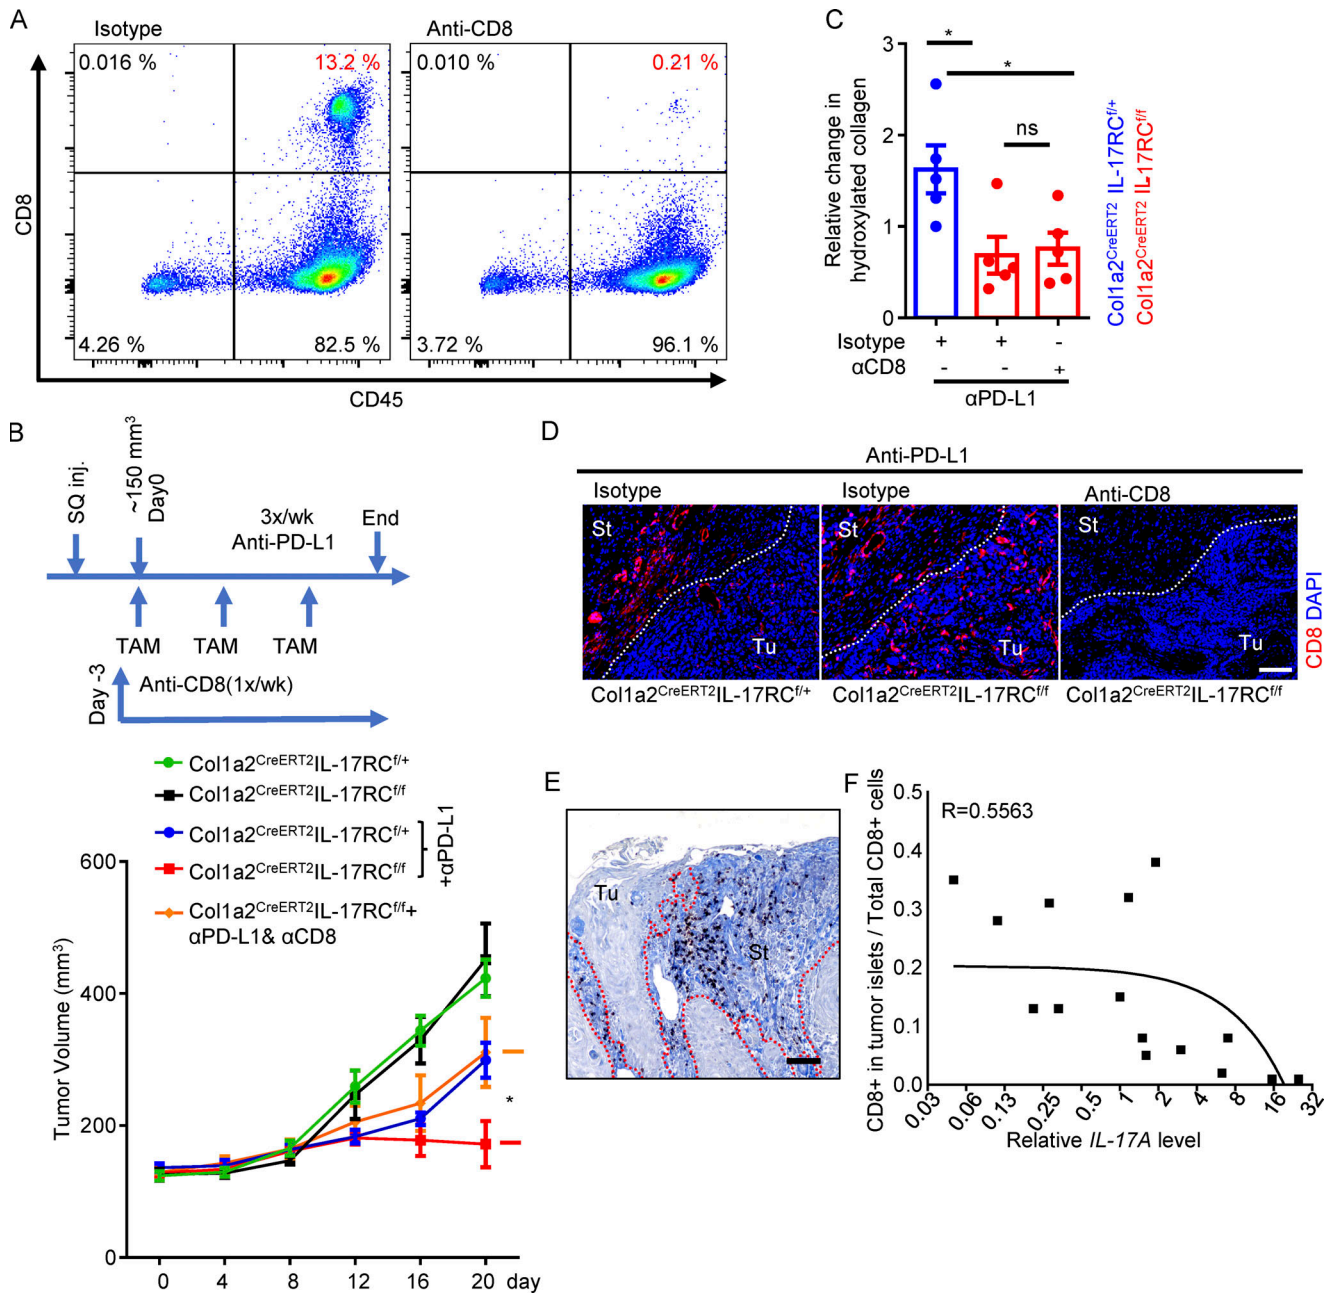 A
Isotype
Anti-CD8
0.016 %
13.2 %
4.26 %
82.5 %
0.010 %
0.21 %
3.72 %
96.1 %
CD8
CD45
B
SQ inj.
~150 mm³
Day0
3x/wk
Anti-PD-L1
End
TAM
TAM
TAM
Day -3
Anti-CD8(1x/wk)
Col1a2CreERT2IL-17RCf/+
Col1a2CreERT2IL-17RCf/f
Col1a2CreERT2IL-17RCf/+
Col1a2CreERT2IL-17RCf/f
+αPD-L1
Col1a2CreERT2IL-17RCf/f+
αPD-L1& αCD8
Tumor Volume (mm³)
600
400
200
0
*
0 4 8 12 16 20 day
C
Relative change in
hydroxylated collagen
3
2
1
0
*
*
ns
Isotype + + -
αCD8 - - +
αPD-L1
Col1a2CreERT2 IL-17RCf/+
Col1a2CreERT2 IL17RCf/f
D
Anti-PD-L1
Isotype
Isotype
Anti-CD8
St
Tu
St
Tu
St
Tu
CD8 DAPI
Col1a2CreERT2IL-17RCf/+
Col1a2CreERT2IL-17RCf/f
Col1a2CreERT2IL-17RCf/f
E
Tu
St
F
R=0.5563
CD8+ in tumor islets / Total CD8+ cells
0.5
0.4
0.3
0.2
0.1
0.0
0.03 0.06 0.13 0.25 0.5 1 2 4 8 16 32
Relative IL-17A level